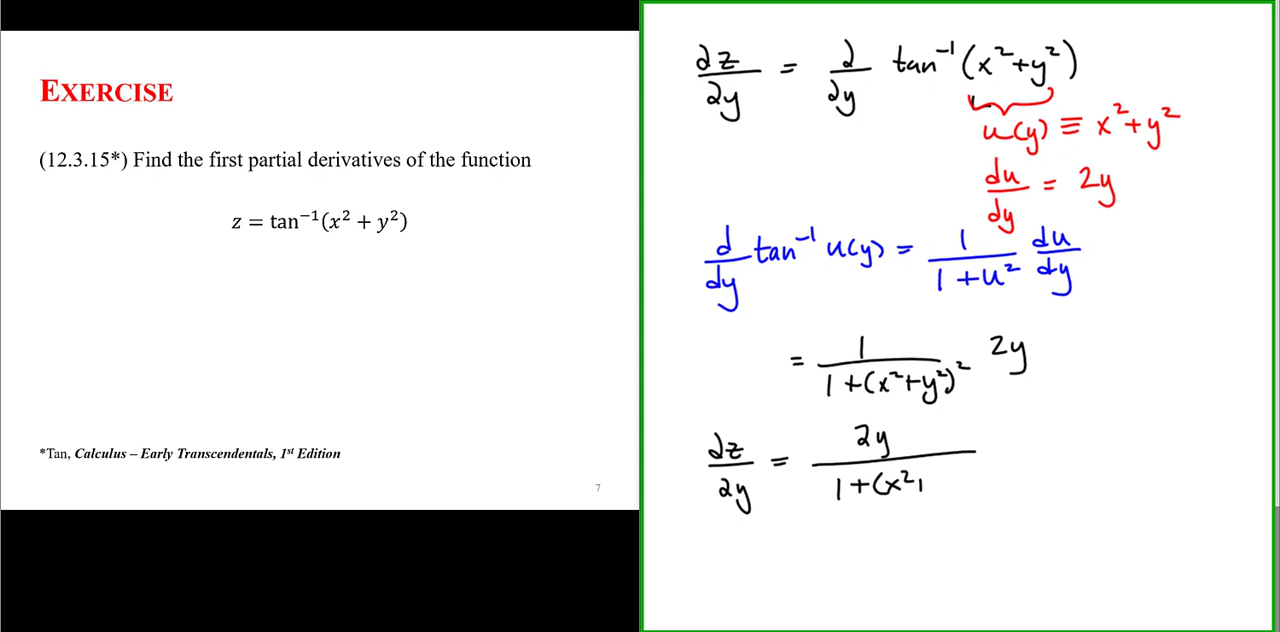 EXERCISE
(12.3.15*) Find the first partial derivatives of the function
z = tan⁻¹(x² + y²)
*Tan, Calculus – Early Transcendentals, 1st Edition
7
∂z/∂y = ∂/∂y tan⁻¹(x²+y²)
u(y) ≡ x²+y²
du/dy = 2y
d/dy tan⁻¹ u(y) = 1/(1+u²) du/dy
= 1/(1+(x²+y²)²) 2y
∂z/∂y = 2y/(1+(x²